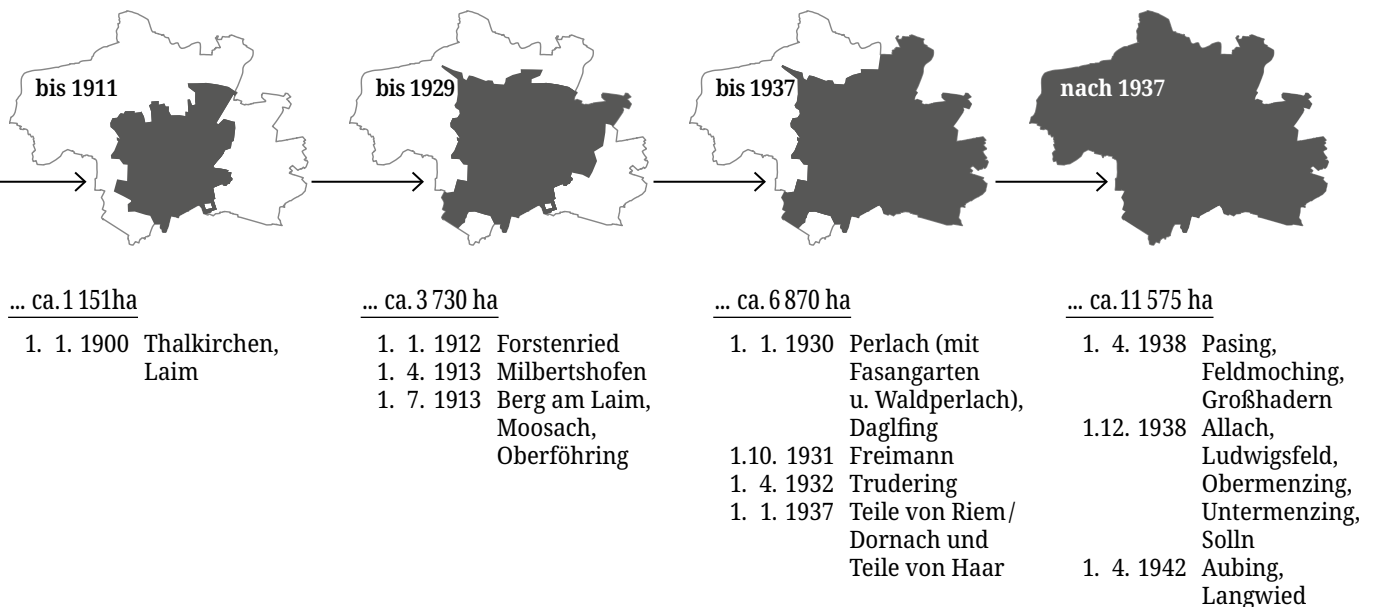 bis 1911
bis 1929
bis 1937
nach 1937
... ca. 1 151 ha
1. 1. 1900 Thalkirchen,
Laim
... ca. 3 730 ha
1. 1. 1912 Forstenried
1. 4. 1913 Milbertshofen
1. 7. 1913 Berg am Laim,
Moosach,
Oberföhring
... ca. 6 870 ha
1. 1. 1930 Perlach (mit
Fasangarten
u. Waldperlach),
Daglfing
1.10. 1931 Freimann
1. 4. 1932 Trudering
1. 1. 1937 Teile von Riem/
Dornach und
Teile von Haar
... ca. 11 575 ha
1. 4. 1938 Pasing,
Feldmoching,
Großhadern
1.12. 1938 Allach,
Ludwigsfeld,
Obermenzing,
Untermenzing,
Solln
1. 4. 1942 Aubing,
Langwied